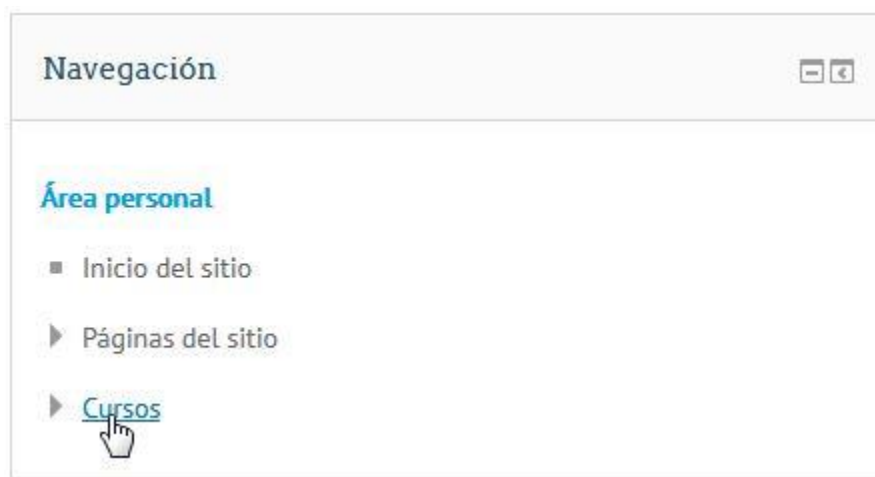 Navegación
Área personal
Inicio del sitio
Páginas del sitio
Cursos